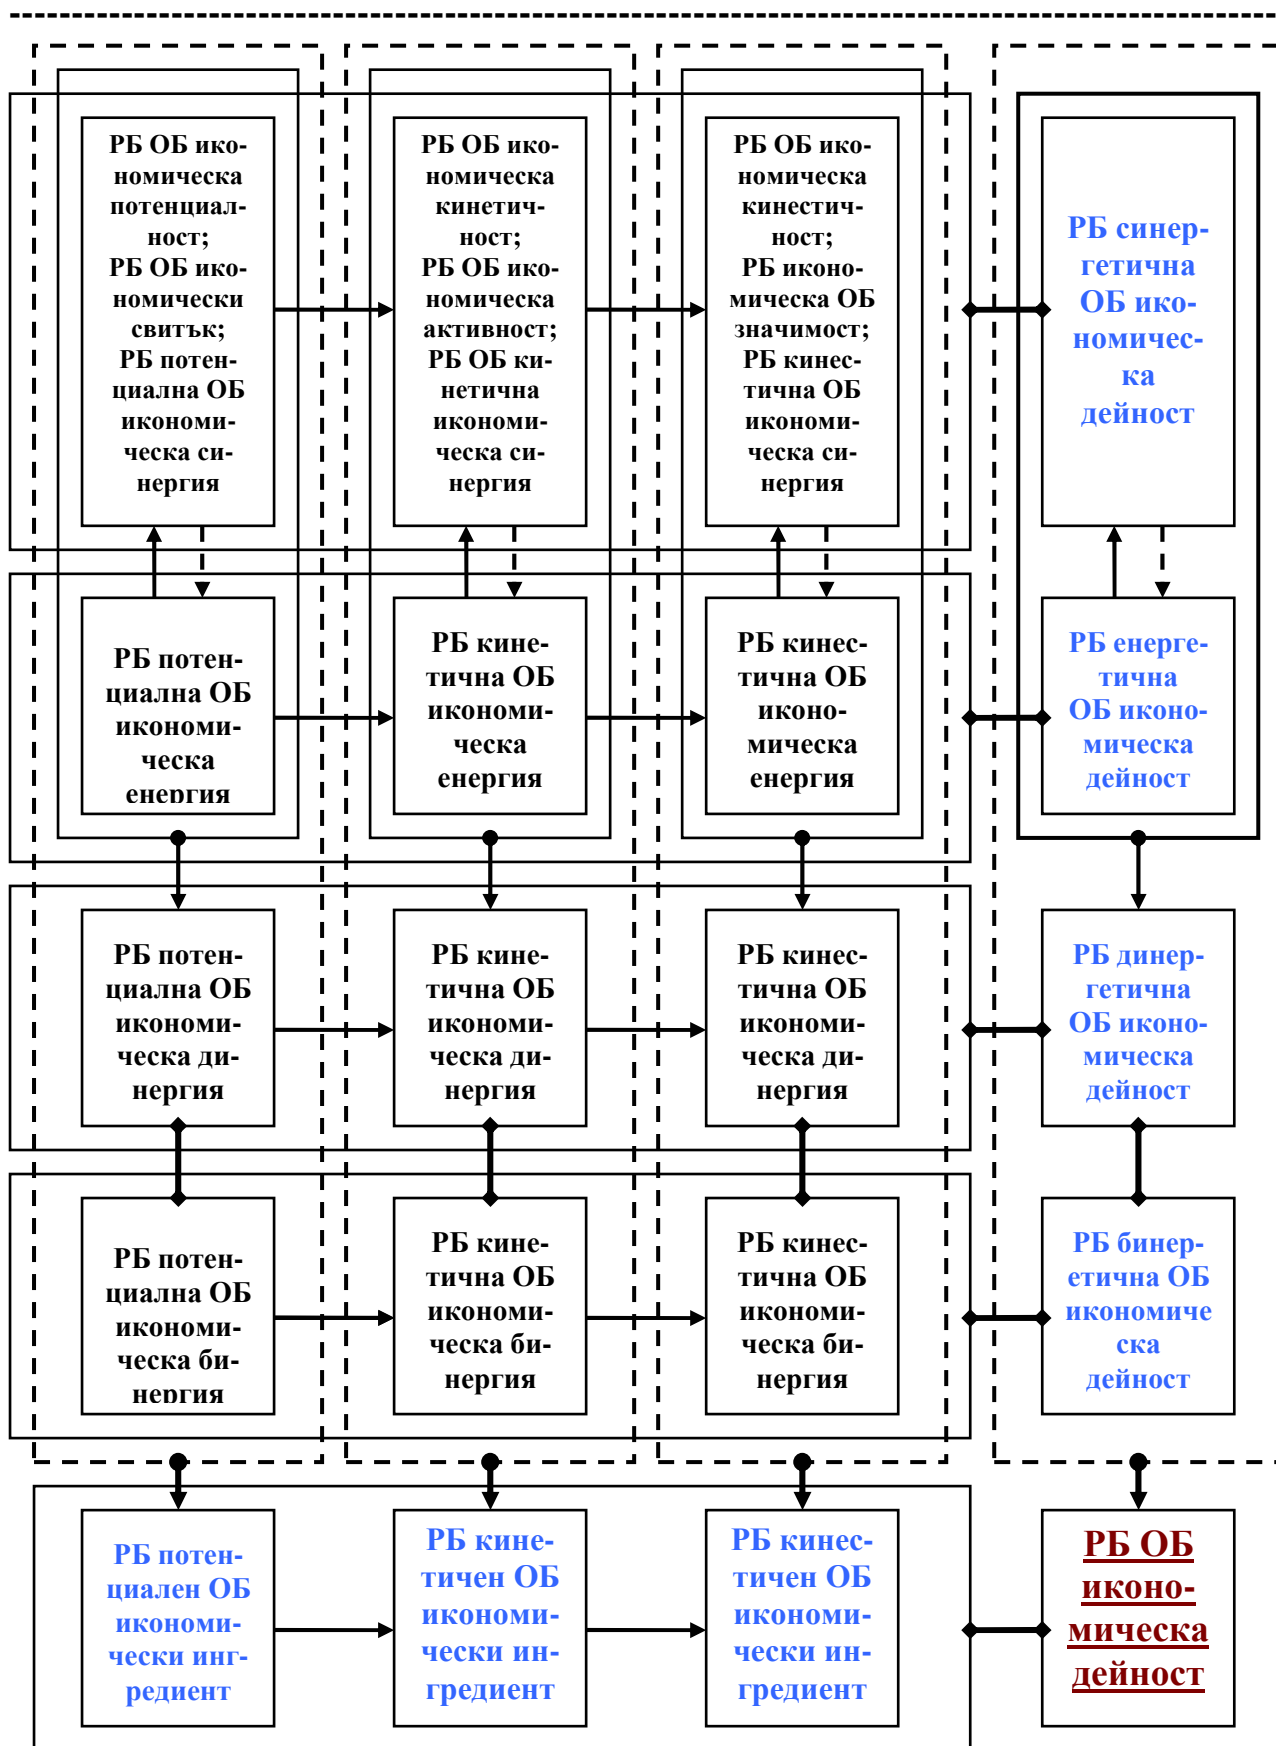 РБ ОБ ико-
номическа
потенциал-
ност;
РБ ОБ ико-
номически
свитък;
РБ потен-
циална ОБ
икономи-
ческа си-
нергия
РБ ОБ ико-
номическа
кинетич-
ност;
РБ ОБ ико-
номическа
активност;
РБ ОБ ки-
нетична
икономи-
ческа си-
нергия
РБ ОБ ико-
номическа
кинестич-
ност;
РБ иконо-
мическа ОБ
значимост;
РБ кинес-
тична ОБ
икономи-
ческа си-
нергия
РБ синер-
гетична
ОБ ико-
номичес-
ка
дейност
РБ потен-
циална ОБ
икономи-
ческа
енергия
РБ кине-
тична ОБ
икономи-
ческа
енергия
РБ кинес-
тична ОБ
иконо-
мическа
енергия
РБ енерге-
тична
ОБ иконо-
мическа
дейност
РБ потен-
циална ОБ
икономи-
ческа ди-
нергия
РБ кине-
тична ОБ
икономи-
ческа ди-
нергия
РБ кинес-
тична ОБ
икономи-
ческа ди-
нергия
РБ динер-
гетична
ОБ иконо-
мическа
дейност
РБ потен-
циална ОБ
икономи-
ческа би-
нергия
РБ кине-
тична ОБ
икономи-
ческа би-
нергия
РБ кинес-
тична ОБ
икономи-
ческа би-
нергия
РБ бинер-
етична ОБ
икономиче
ска
дейност
РБ потен-
циален ОБ
икономи-
чески инг-
редиент
РБ кине-
тичен ОБ
икономи-
чески ин-
гредиент
РБ кинес-
тичен ОБ
икономи-
чески ин-
гредиент
РБ ОБ
иконо-
мическа
дейност